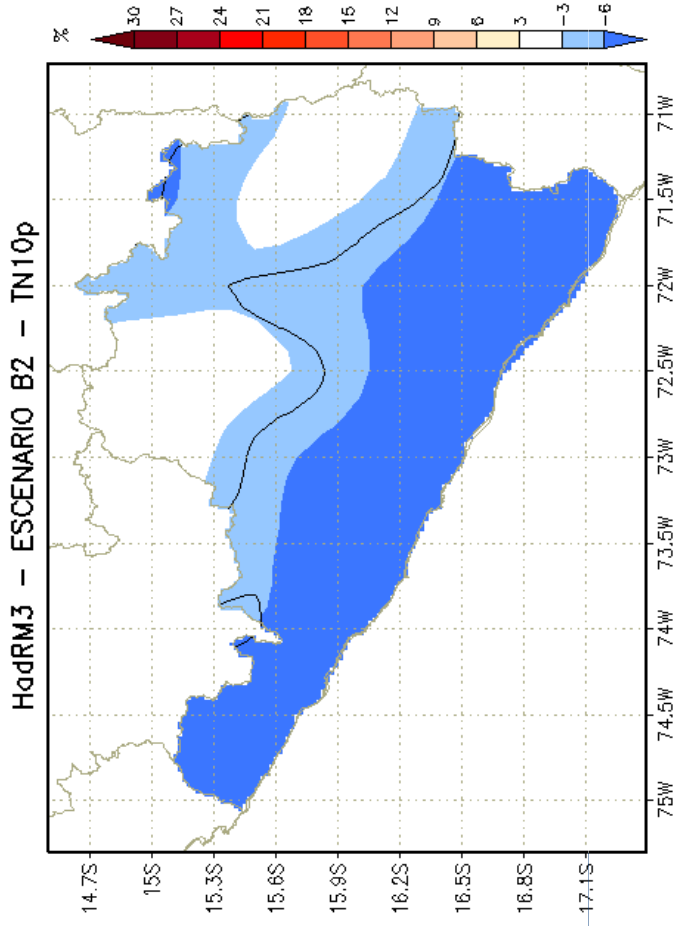 HadRM3 − ESCENARIO B2 − TN10p
14.7S
15S
15.3S
15.6S
15.9S
16.2S
16.5S
16.8S
17.1S
75W 74.5W 74W 73.5W 73W 72.5W 72W 71.5W 71W
%
30
27
24
21
18
15
12
9
6
3
−3
−6